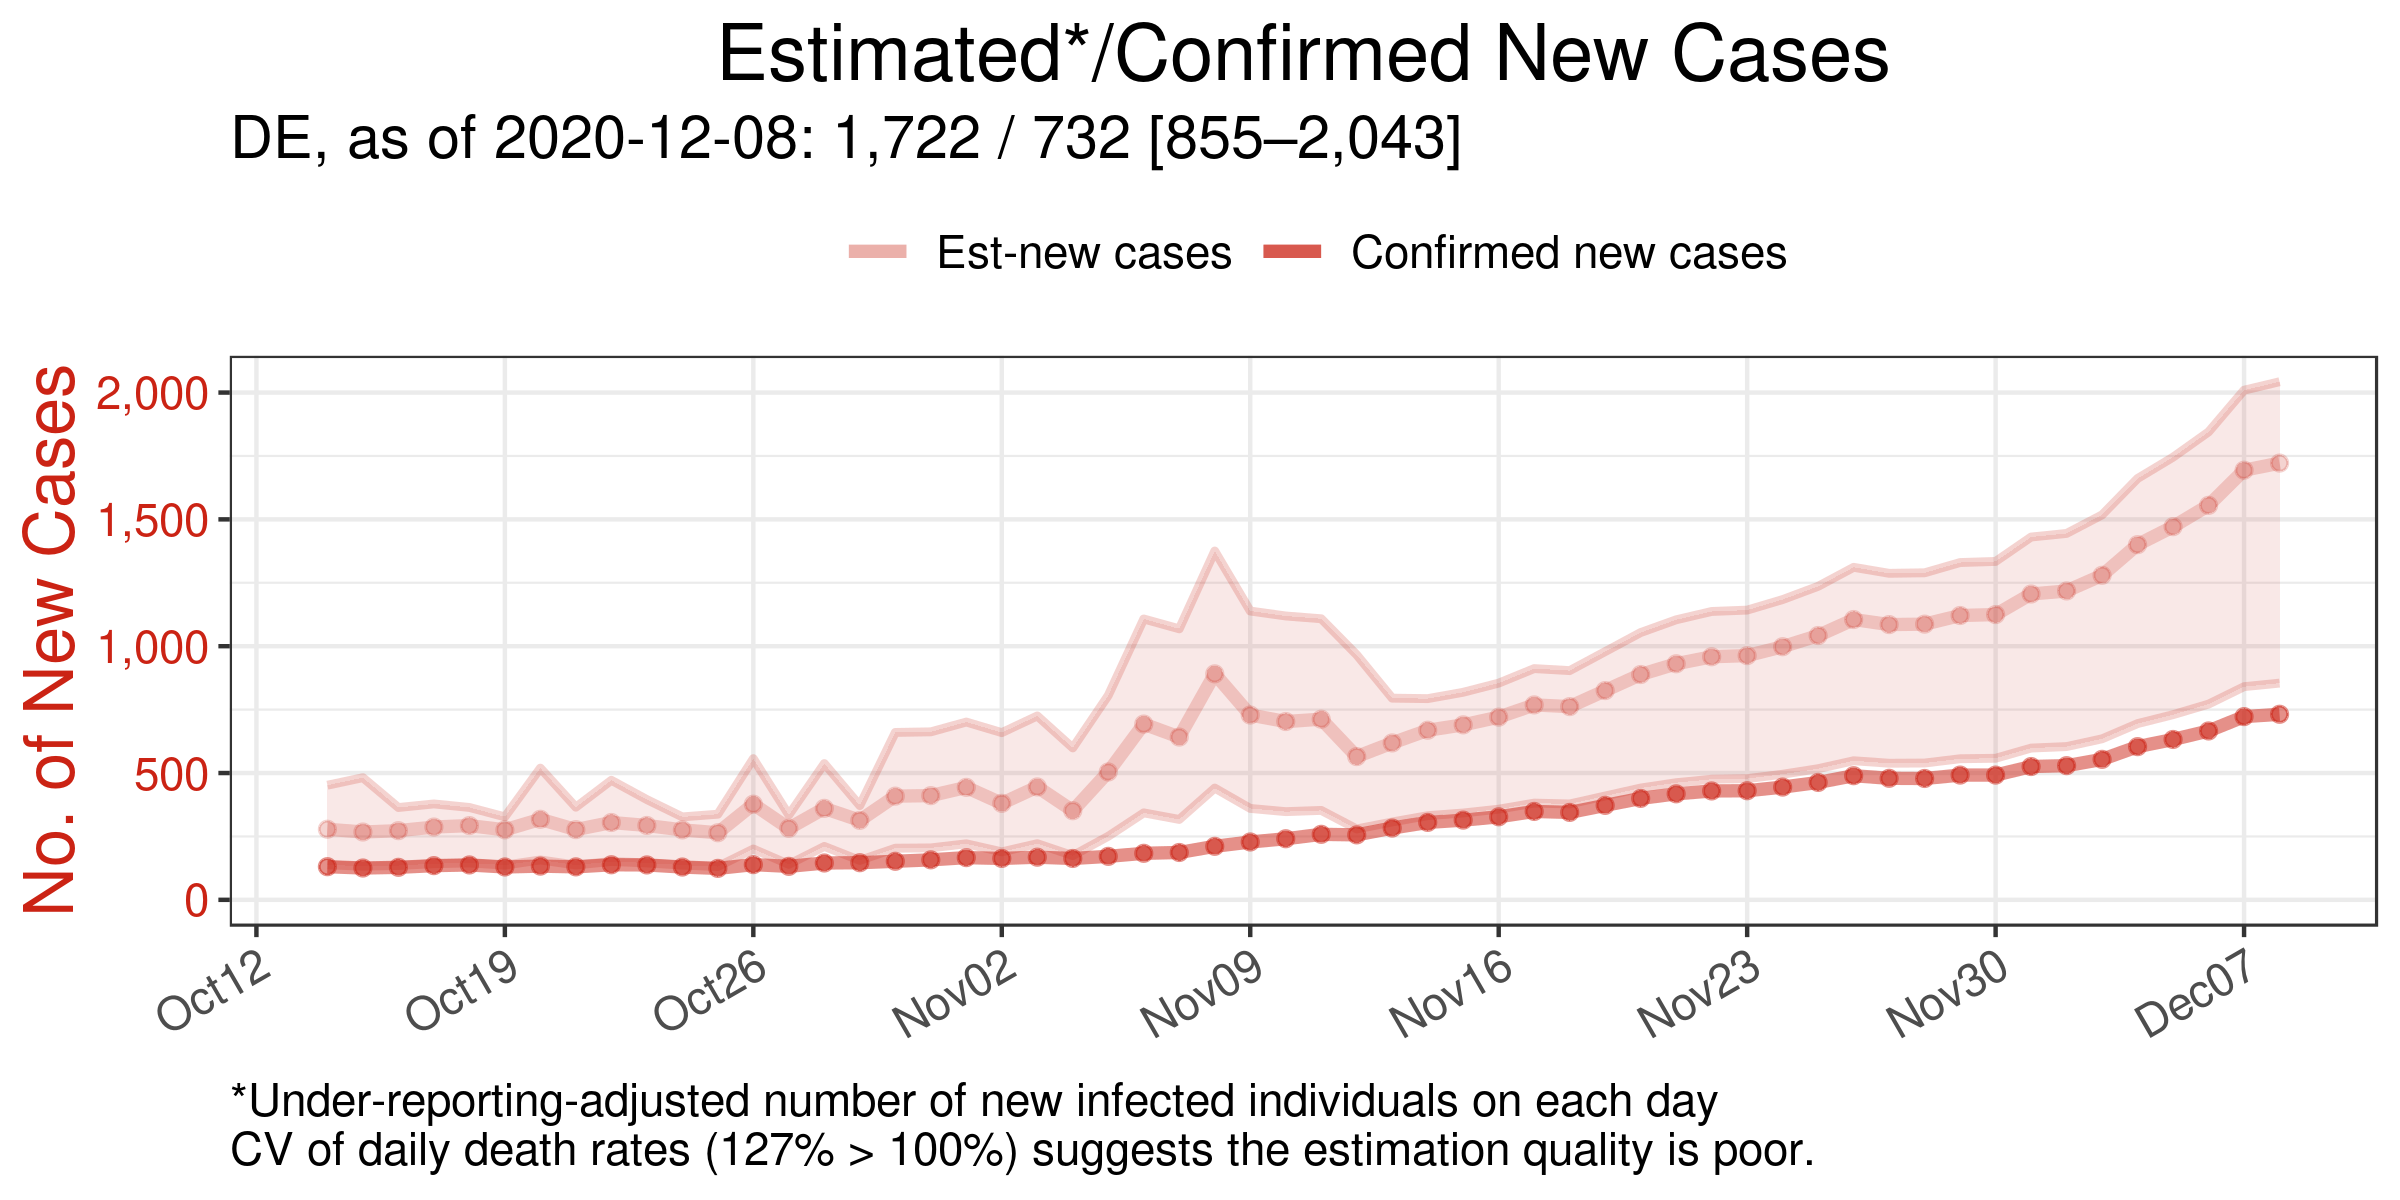 Estimated*/Confirmed New Cases
DE, as of 2020-12-08: 1,722 / 732 [855–2,043]
Est-new cases
Confirmed new cases
No. of New Cases
2,000
1,500
1,000
500
0
Oct12
Oct19
Oct26
Nov02
Nov09
Nov16
Nov23
Nov30
Dec07
*Under-reporting-adjusted number of new infected individuals on each day
CV of daily death rates (127% > 100%) suggests the estimation quality is poor.